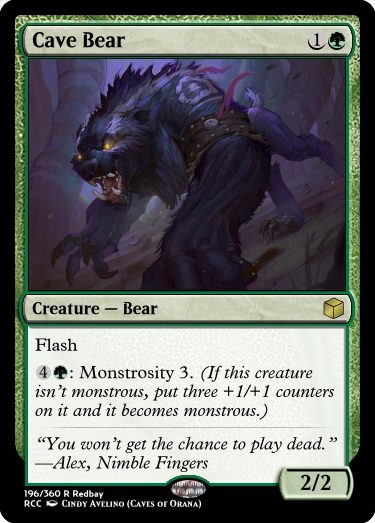 Cave Bear 1
Creature — Bear
Flash
4 : Monstrosity 3. (If this creature
isn't monstrous, put three +1/+1 counters
on it and it becomes monstrous.)
“You won't get the chance to play dead.”
—Alex, Nimble Fingers
2/2
196/360 R Redbay
RCC Cindy Avelino (Caves of Orana)